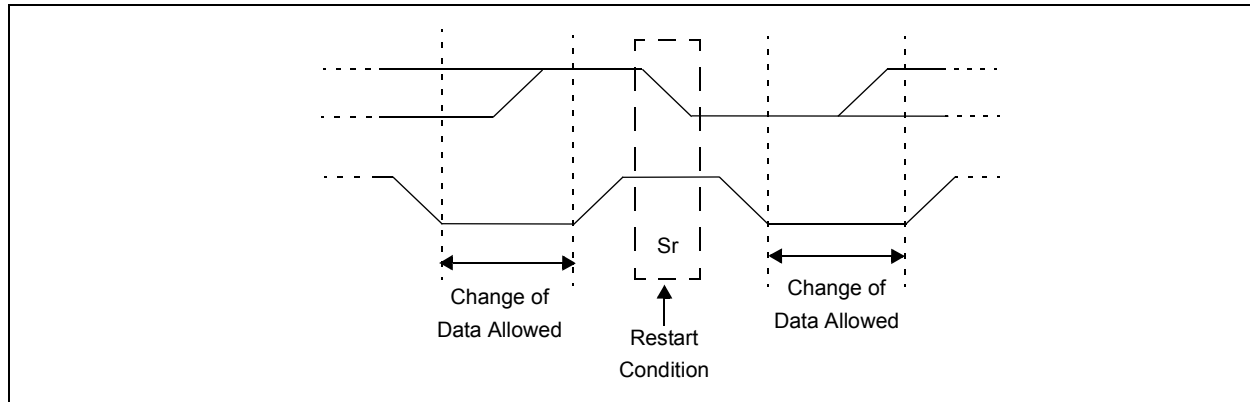 Sr
Change of
Data Allowed
Restart
Condition
Change of
Data Allowed